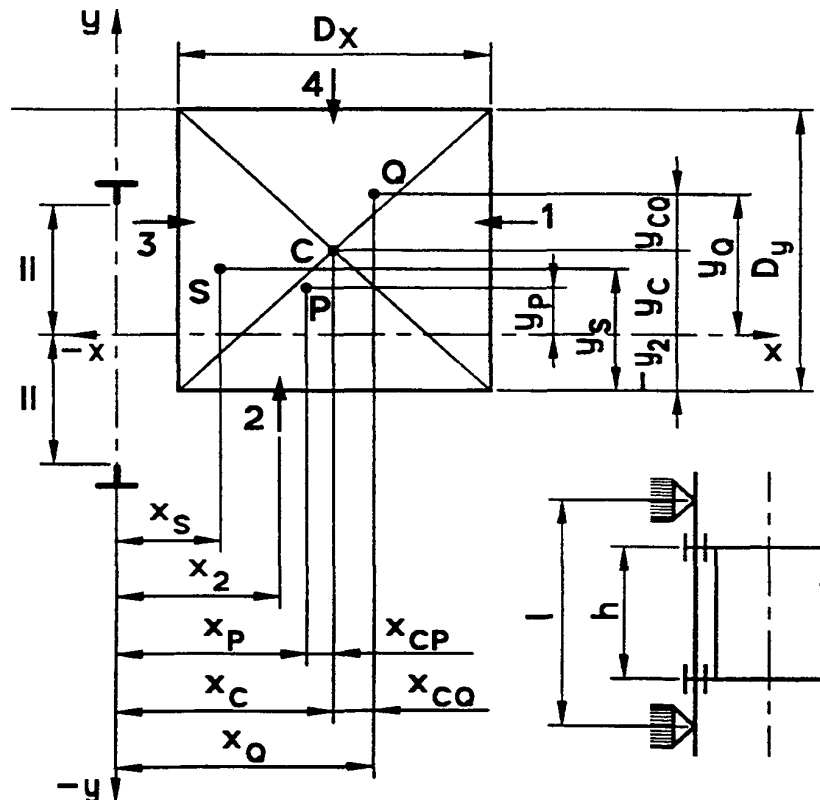 y
Dx
4
Q
3
1
C
S
P
yCQ
yQ
Dy
yC
yP
yS
-y2
-x
x
=
=
2
xS
x2
xP
xCP
xC
xCQ
xQ
-y
l
h